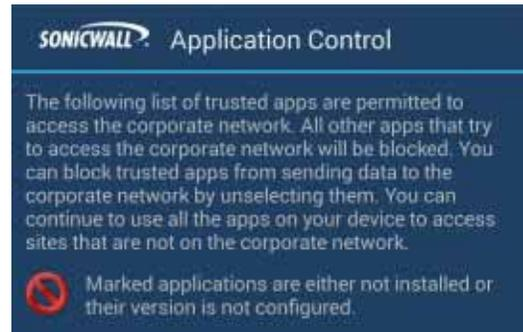 SONICWALL Application Control
The following list of trusted apps are permitted to
access the corporate network. All other apps that try
to access the corporate network will be blocked. You
can block trusted apps from sending data to the
corporate network by unselecting them. You can
continue to use all the apps on your device to access
sites that are not on the corporate network.
Marked applications are either not installed or
their version is not configured.